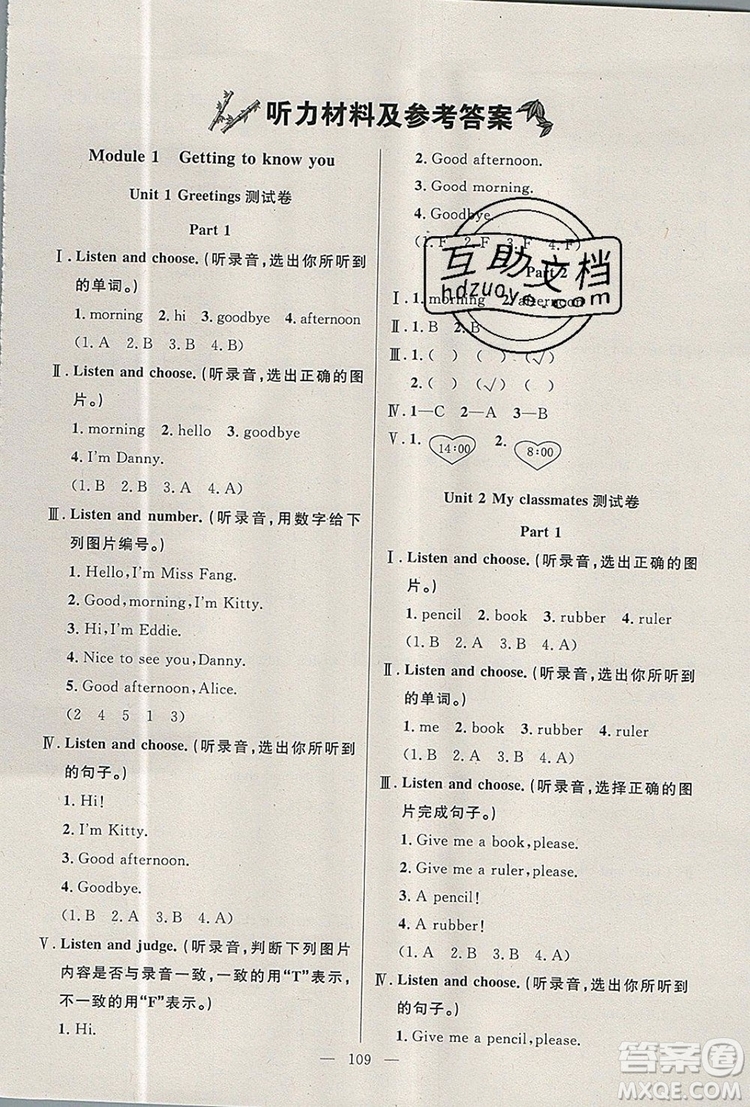 听力材料及参考答案
Module 1 Getting to know you
Unit 1 Greetings 测试卷
Part 1
Ⅰ. Listen and choose. (听录音,选出你所听到
的单词。)
1. morning 2. hi 3. goodbye 4. afternoon
(1. A 2. B 3. B 4. A)
Ⅱ. Listen and choose. (听录音,选出正确的图
片。)
1. morning 2. hello 3. goodbye
4. I'm Danny.
(1. B 2. A 3. B 4. A)
Ⅲ. Listen and number. (听录音,用数字给下
列图片编号。)
1. Hello, I'm Miss Fang.
2. Good, morning, I'm Kitty.
3. Hi, I'm Eddie.
4. Nice to see you, Danny.
5. Good afternoon, Alice.
(2 4 5 1 3)
Ⅳ. Listen and choose. (听录音,选出你所听到
的句子。)
1. Hi!
2. I'm Kitty.
3. Good afternoon.
4. Goodbye.
(1. B 2. A 3. B 4. A)
Ⅴ. Listen and judge. (听录音,判断下列图片
内容是否与录音一致,一致的用“T”表示,
不一致的用“F”表示。)
1. Hi.
2. Good afternoon.
3. Good morning.
4. Goodbye.
(1. F 2. F 3. F 4. F)
Part 2
Ⅰ. 1. morning 2. afternoon
Ⅱ. 1. B 2. B
Ⅲ. 1. ( ) ( ) (√)
2. ( ) (√) ( )
Ⅳ. 1—C 2—A 3—B
Ⅴ. 1. 14:00 2. 8:00
Unit 2 My classmates 测试卷
Part 1
Ⅰ. Listen and choose. (听录音,选出正确的图
片。)
1. pencil 2. book 3. rubber 4. ruler
(1. B 2. A 3. B 4. A)
Ⅱ. Listen and choose. (听录音,选出你所听到
的单词。)
1. me 2. book 3. rubber 4. ruler
(1. B 2. A 3. B 4. A)
Ⅲ. Listen and choose. (听录音,选择正确的图
片完成句子。)
1. Give me a book, please.
2. Give me a ruler, please.
3. A pencil!
4. A rubber!
(1. B 2. A 3. B 4. A)
Ⅳ. Listen and choose. (听录音,选出你所听到
的句子。)
1. Give me a pencil, please.
— 109 —
互助文档
hdzuoye.com
答案圈
MXQE.COM